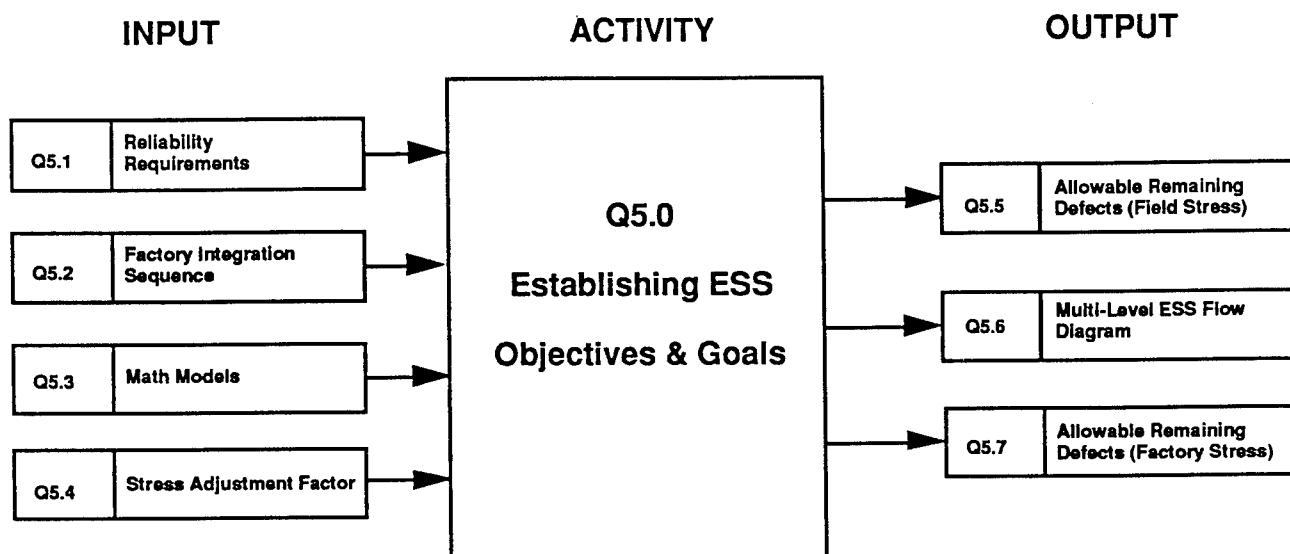 INPUT
ACTIVITY
OUTPUT
Q5.1
Reliability
Requirements
Q5.2
Factory Integration
Sequence
Q5.3
Math Models
Q5.4
Stress Adjustment Factor
Q5.0
Establishing ESS
Objectives & Goals
Q5.5
Allowable Remaining
Defects (Field Stress)
Q5.6
Multi-Level ESS Flow
Diagram
Q5.7
Allowable Remaining
Defects (Factory Stress)